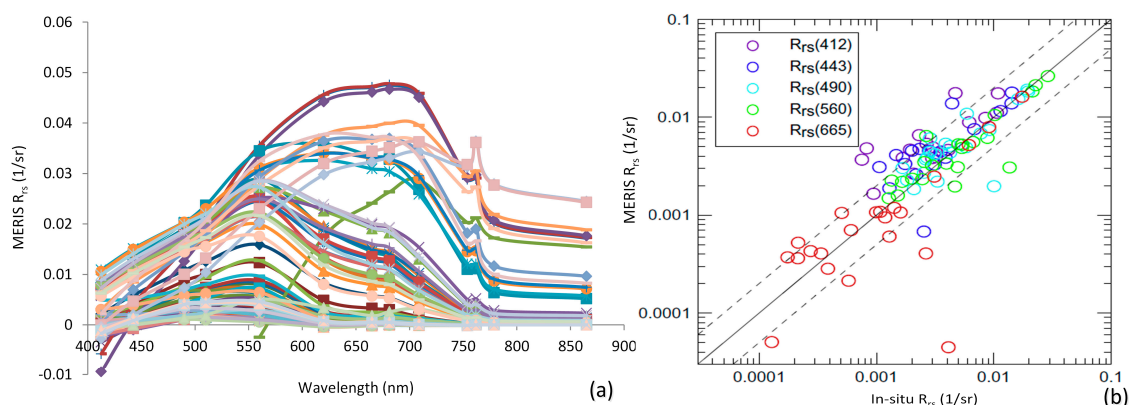 MERIS Rrs (1/sr)
0.06
0.05
0.04
0.03
0.02
0.01
0
-0.01
400 450 500 550 600 650 700 750 800 850 900
Wavelength (nm)
(a)
MERIS Rrs (1/sr)
0.1
0.01
0.001
0.0001
Rrs(412)
Rrs(443)
Rrs(490)
Rrs(560)
Rrs(665)
0.0001 0.001 0.01 0.1
In-situ Rrs (1/sr)
(b)